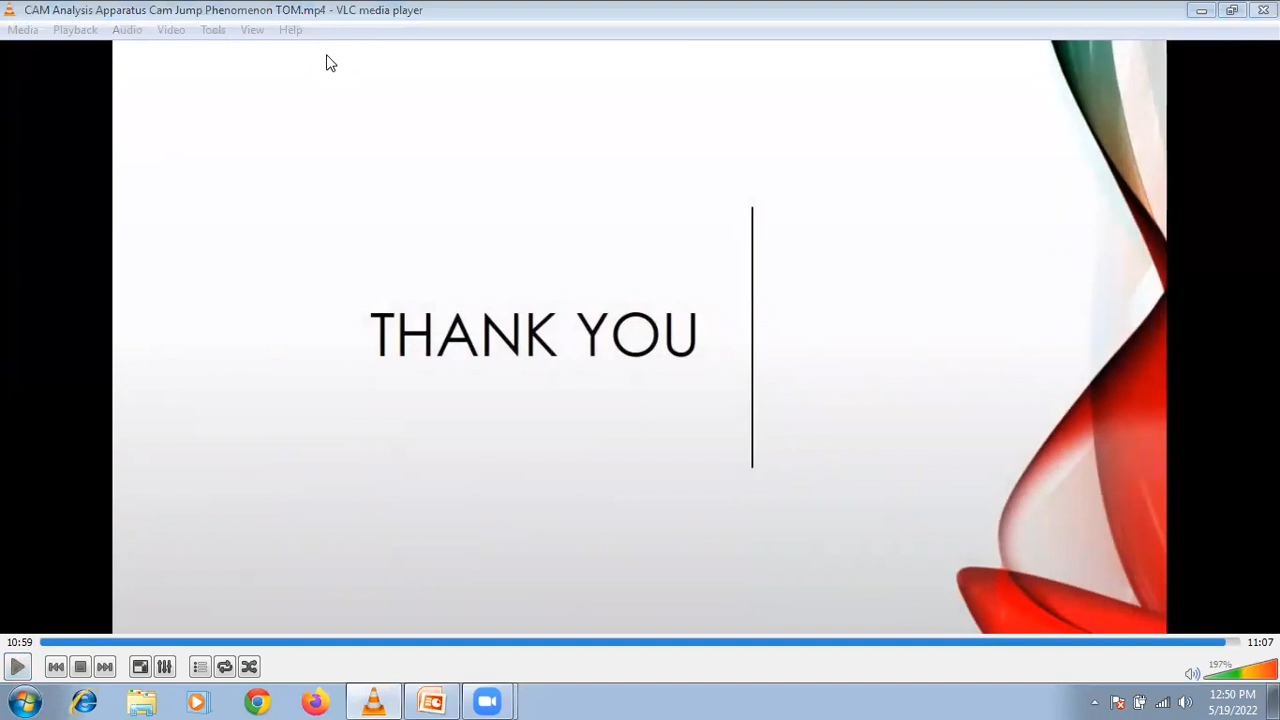 CAM Analysis Apparatus Cam Jump Phenomenon TOM.mp4 - VLC media player
Media Playback Audio Video Tools View Help
THANK YOU
10:59
11:07
197%
12:50 PM
5/19/2022